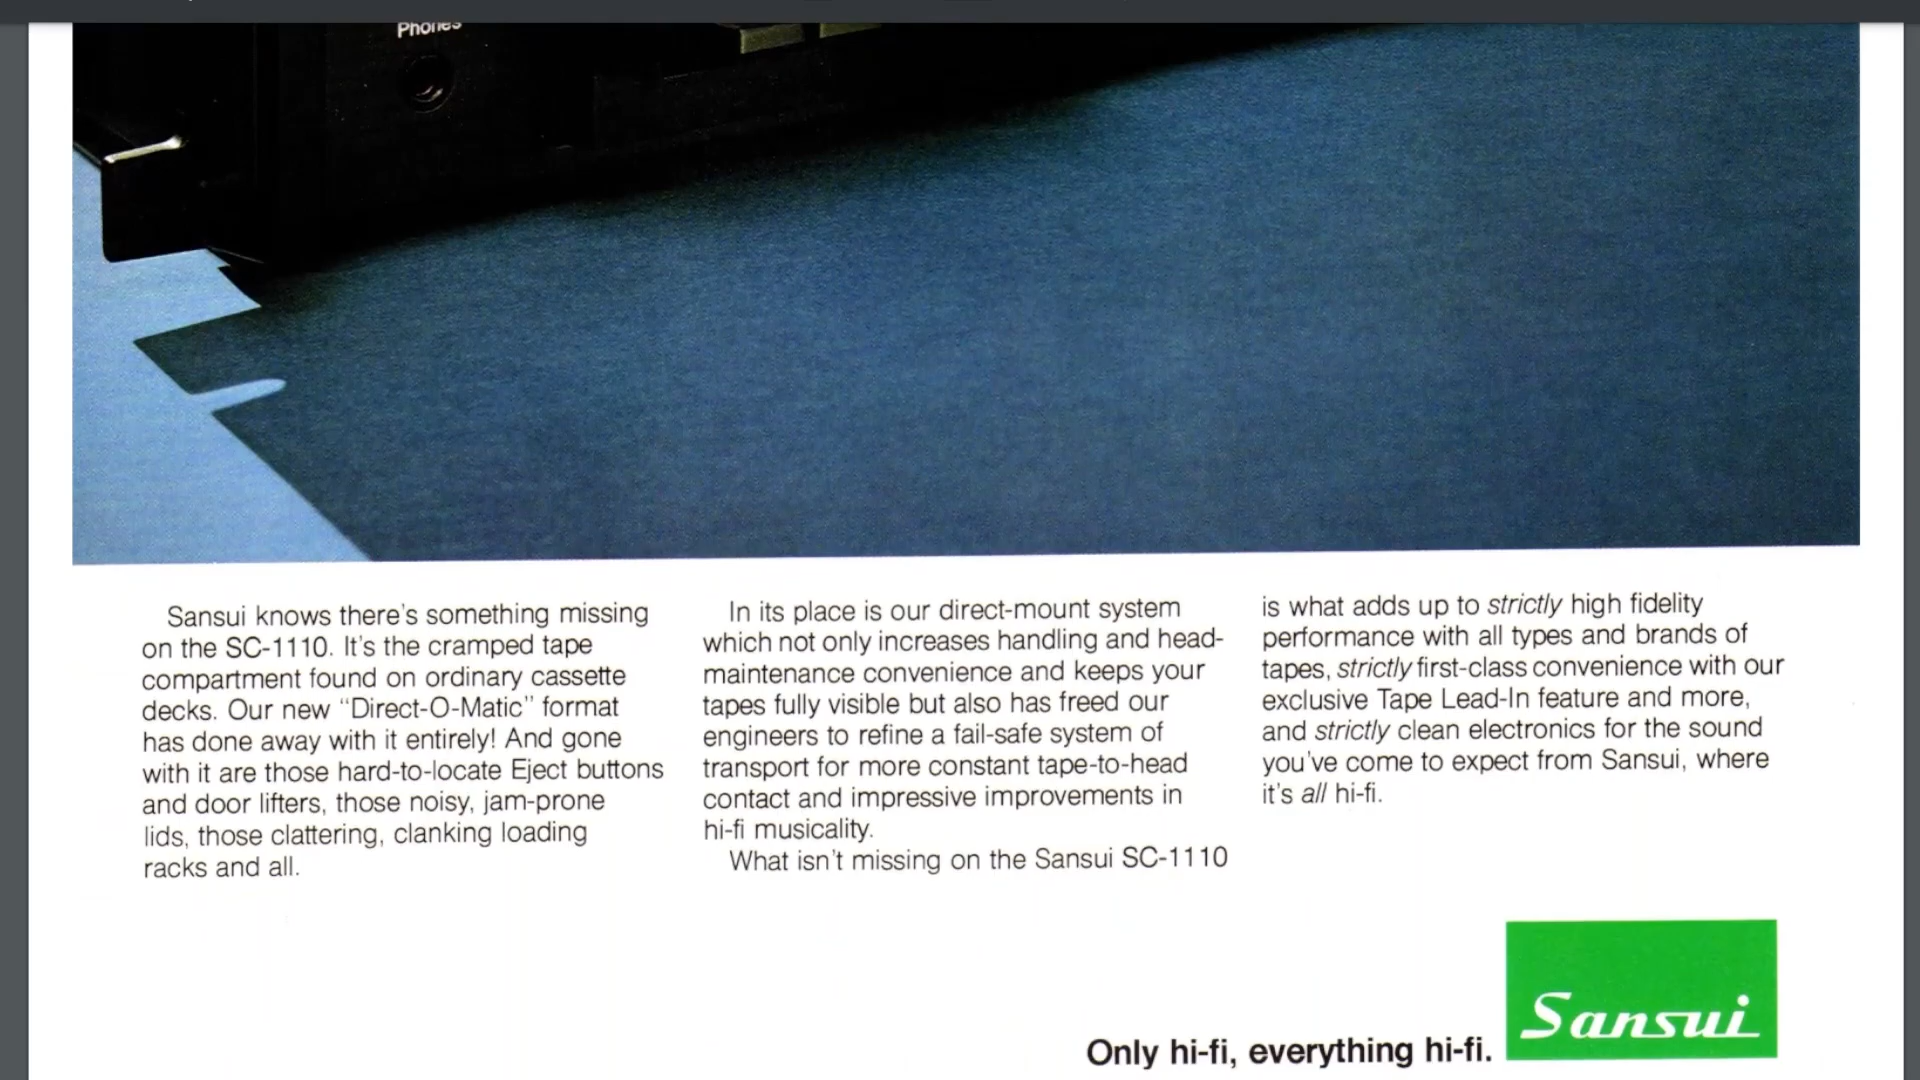 Phones
Sansui knows there's something missing
on the SC-1110. It's the cramped tape
compartment found on ordinary cassette
decks. Our new "Direct-O-Matic" format
has done away with it entirely! And gone
with it are those hard-to-locate Eject buttons
and door lifters, those noisy, jam-prone
lids, those clattering, clanking loading
racks and all.
In its place is our direct-mount system
which not only increases handling and head-
maintenance convenience and keeps your
tapes fully visible but also has freed our
engineers to refine a fail-safe system of
transport for more constant tape-to-head
contact and impressive improvements in
hi-fi musicality.
What isn't missing on the Sansui SC-1110
is what adds up to strictly high fidelity
performance with all types and brands of
tapes, strictly first-class convenience with our
exclusive Tape Lead-In feature and more,
and strictly clean electronics for the sound
you've come to expect from Sansui, where
it's all hi-fi.
Only hi-fi, everything hi-fi.
Sansui